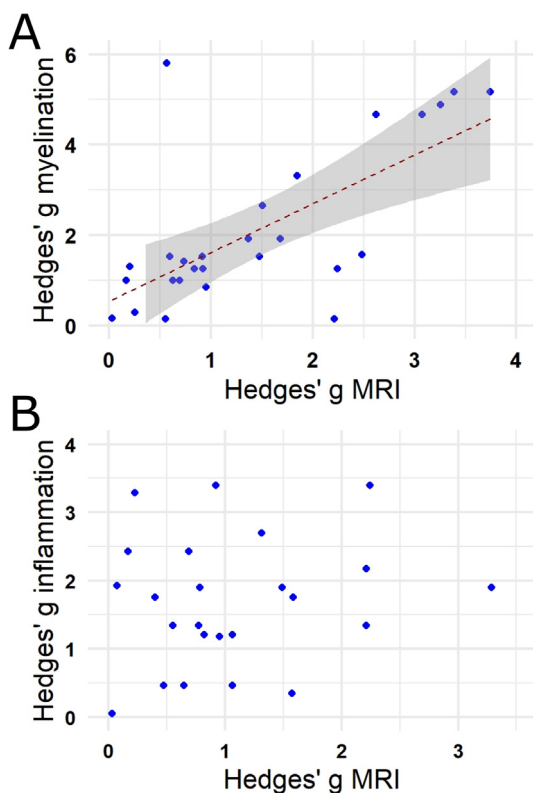 A
6
4
2
0
Hedges' g myelination
0 1 2 3 4
Hedges' g MRI
B
4
3
2
1
0
Hedges' g inflammation
0 1 2 3
Hedges' g MRI